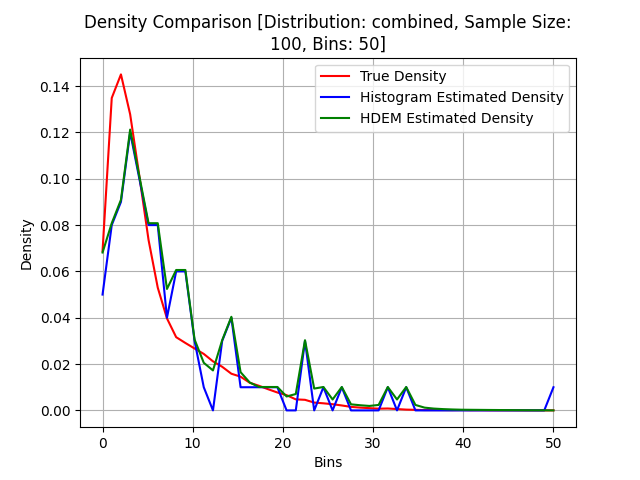 Density Comparison [Distribution: combined, Sample Size:
100, Bins: 50]
True Density
Histogram Estimated Density
HDEM Estimated Density
Density
0.14
0.12
0.10
0.08
0.06
0.04
0.02
0.00
0 10 20 30 40 50
Bins